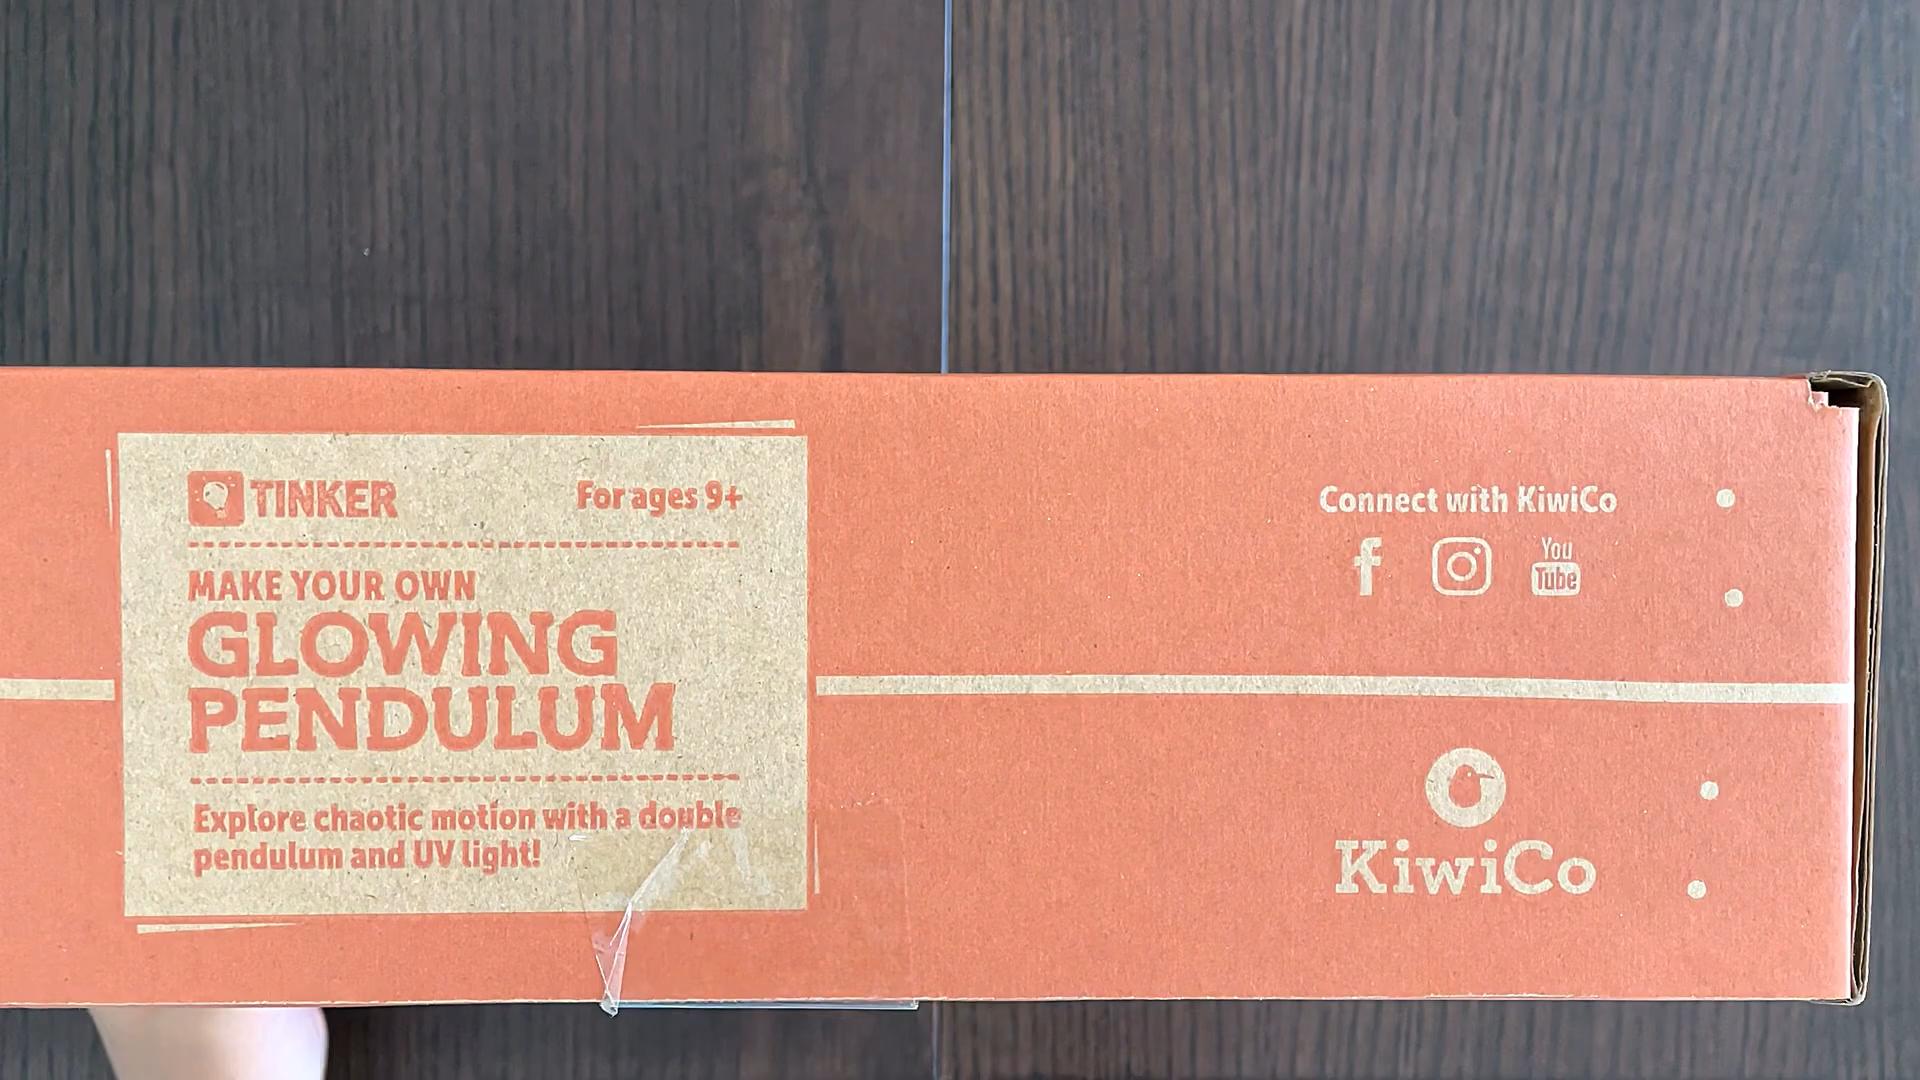 TINKER
For ages 9+
MAKE YOUR OWN
GLOWING
PENDULUM
Explore chaotic motion with a double
pendulum and UV light!
Connect with KiwiCo
You
Tube
KiwiCo